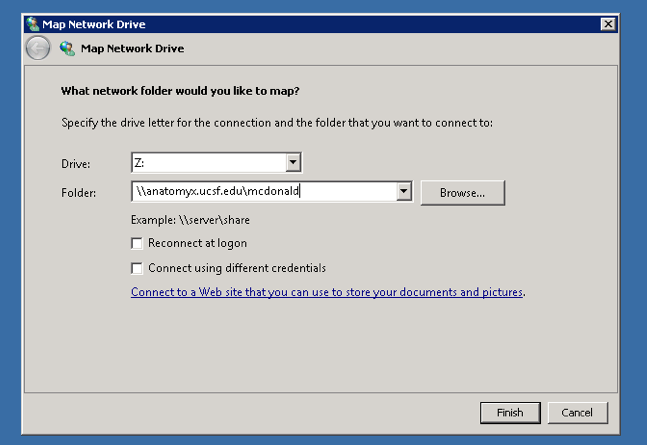 Map Network Drive
Map Network Drive
What network folder would you like to map?
Specify the drive letter for the connection and the folder that you want to connect to:
Drive: Z:
Folder: \\anatomyx.ucsf.edu\mcdonald Browse...
Example: \\server\share
Reconnect at logon
Connect using different credentials
Connect to a Web site that you can use to store your documents and pictures.
Finish Cancel